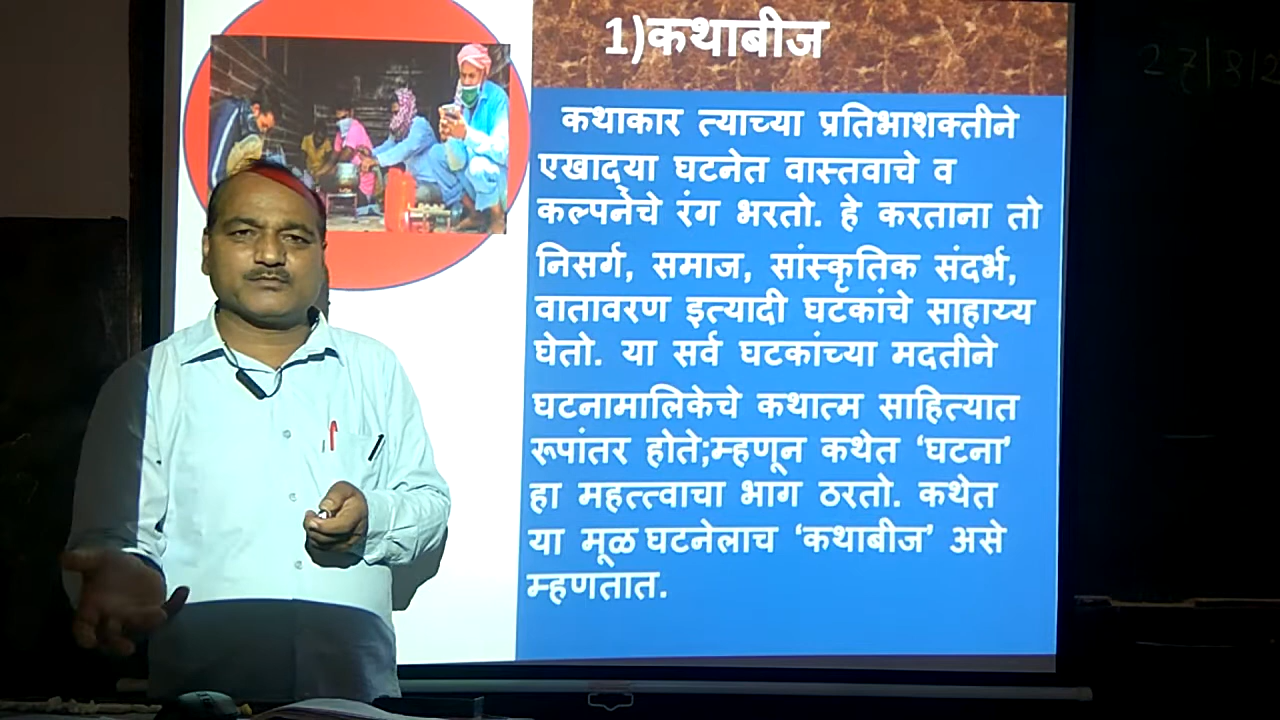 1)कथाबीज
कथाकार त्याच्या प्रतिभाशक्तीने
एखाद्‌या घटनेत वास्तवाचे व
कल्पनेचे रंग भरतो. हे करताना तो
निसर्ग, समाज, सांस्कृतिक संदर्भ,
वातावरण इत्यादी घटकांचे साहाय्य
घेतो. या सर्व घटकांच्या मदतीने
घटनामालिकेचे कथात्म साहित्यात
रूपांतर होते;म्हणून कथेत ‘घटना’
हा महत्त्वाचा भाग ठरतो. कथेत
या मूळ घटनेलाच ‘कथाबीज’ असे
म्हणतात.